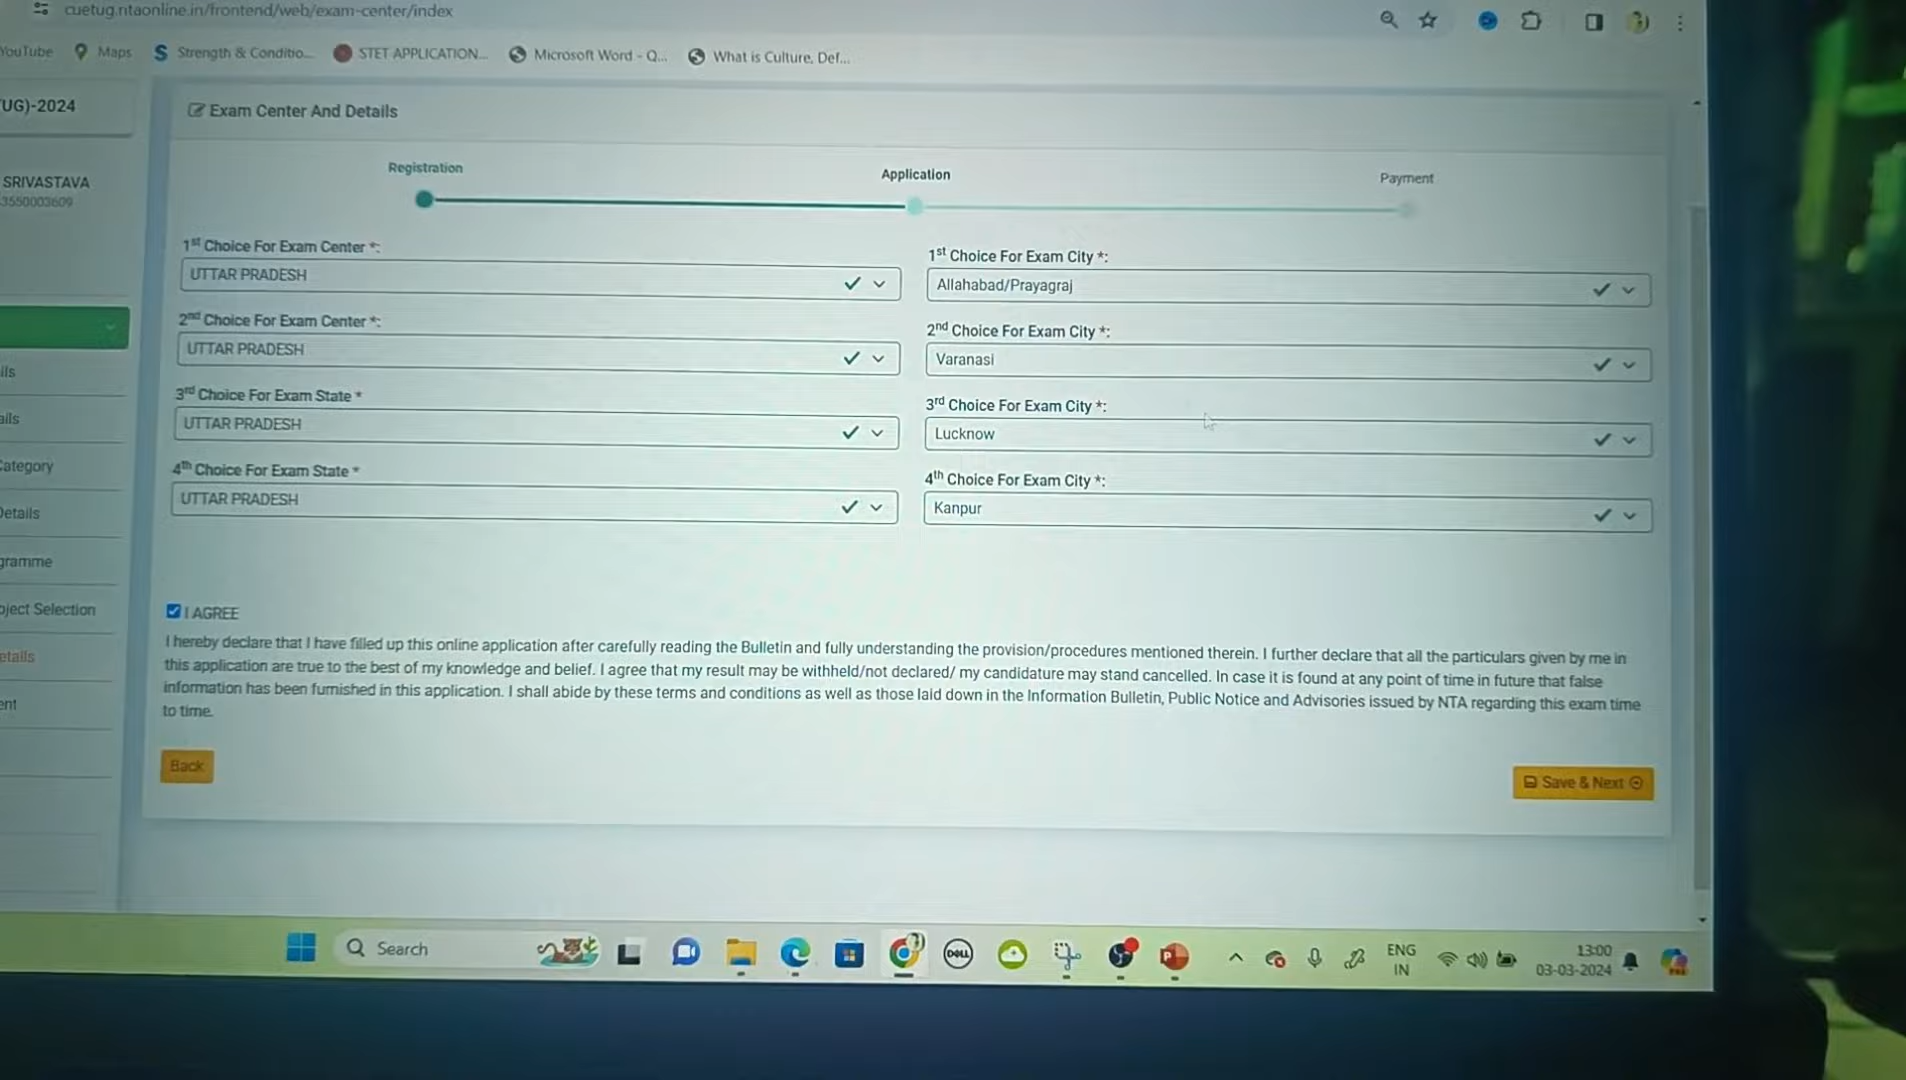 cuetug.ntaonline.in/frontend/web/exam-center/index
YouTube Maps Strength & Conditio... STET APPLICATION... Microsoft Word - Q... What is Culture, Def...
UG)-2024
SRIVASTAVA
3550003609
ils
ails
Category
Details
gramme
bject Selection
etails
ent
Exam Center And Details
Registration Application Payment
1st Choice For Exam Center *: 1st Choice For Exam City *:
UTTAR PRADESH Allahabad/Prayagraj
2nd Choice For Exam Center *: 2nd Choice For Exam City *:
UTTAR PRADESH Varanasi
3rd Choice For Exam State * 3rd Choice For Exam City *:
UTTAR PRADESH Lucknow
4th Choice For Exam State * 4th Choice For Exam City *:
UTTAR PRADESH Kanpur
I AGREE
I hereby declare that I have filled up this online application after carefully reading the Bulletin and fully understanding the provision/procedures mentioned therein. I further declare that all the particulars given by me in
this application are true to the best of my knowledge and belief. I agree that my result may be withheld/not declared/ my candidature may stand cancelled. In case it is found at any point of time in future that false
information has been furnished in this application. I shall abide by these terms and conditions as well as those laid down in the Information Bulletin, Public Notice and Advisories issued by NTA regarding this exam time
to time.
Back Save & Next
Search DELL P ENG 13:00
IN 03-03-2024